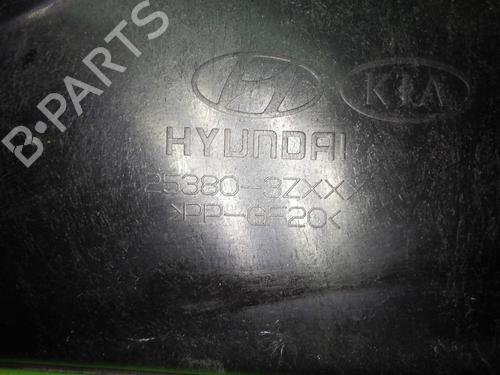 B-PARTS
KIA
HYUNDAI
25380-3ZXXX
>PP-GF20<